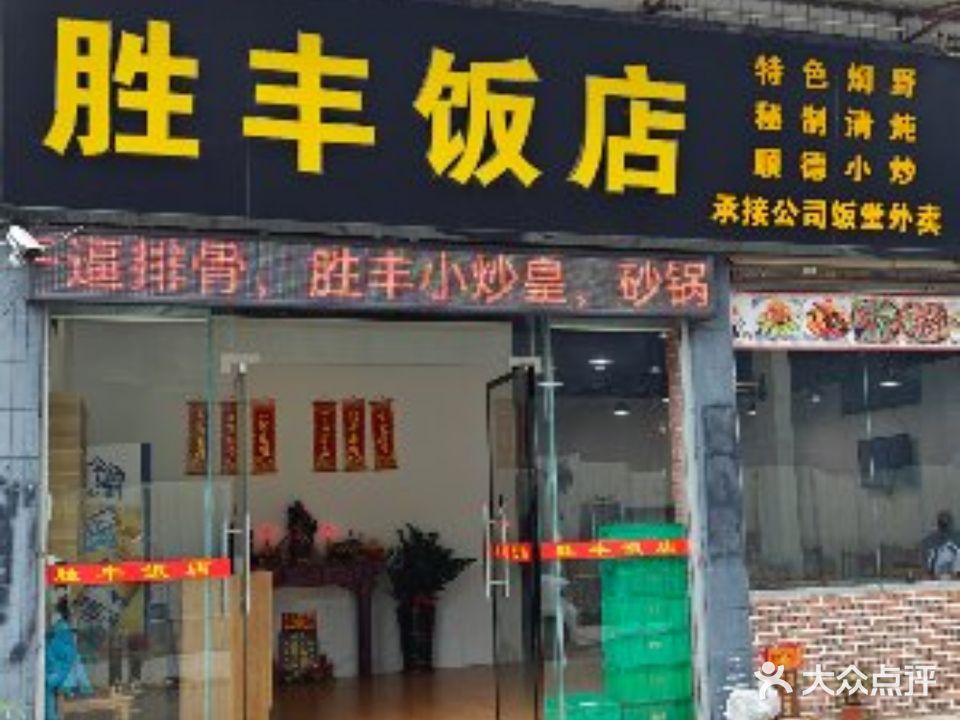 胜丰饭店
特色焖野
秘制清炖
顺德小炒
承接公司饭堂外卖
一逼排骨，胜丰小炒皇，砂锅
胜丰饭店
胜丰饭店
大众点评